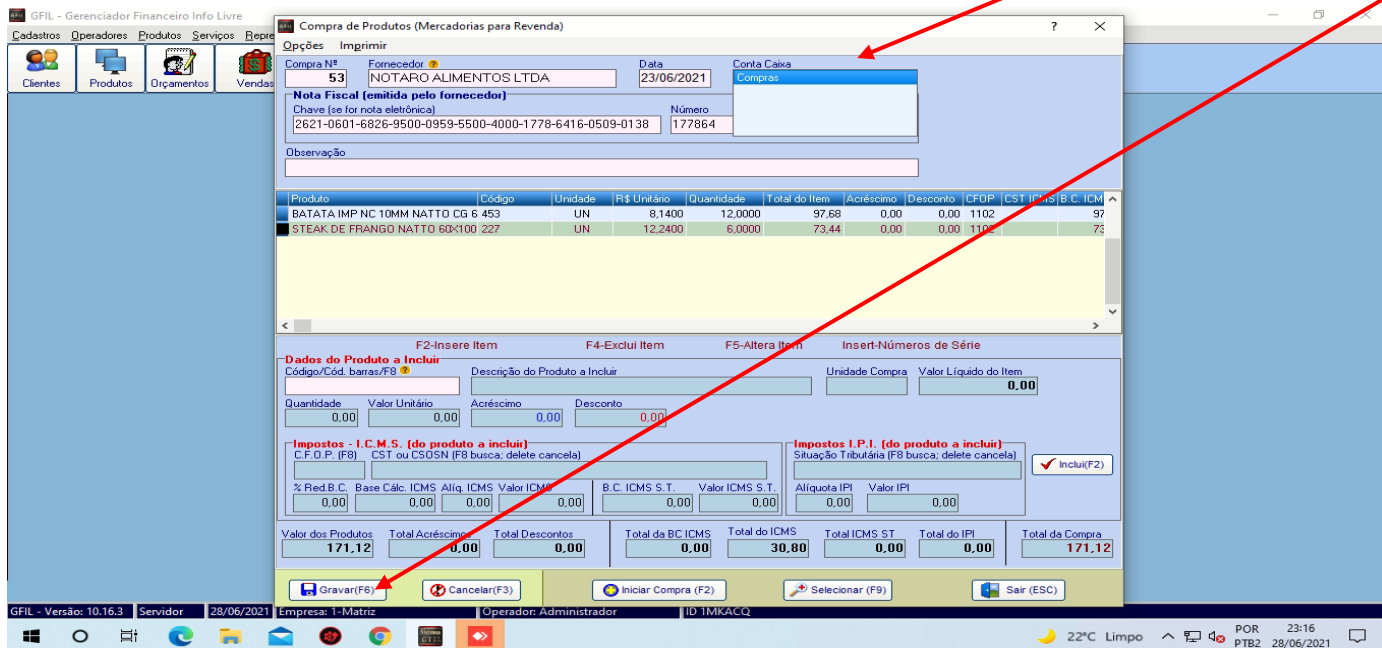 GFIL - Gerenciador Financeiro Info Livre
Cadastros Operadores Produtos Serviços Repre
Clientes Produtos Orçamentos Vendas
Compra de Produtos (Mercadorias para Revenda) ?
Opções Imprimir
Compra Nº Fornecedor ? Data Conta Caixa
53 NOTARO ALIMENTOS LTDA 23/06/2021 Compras
Nota Fiscal (emitida pelo fornecedor)
Chave (se for nota eletrônica) Número
2621-0601-6826-9500-0959-5500-4000-1778-6416-0509-0138 177864
Observação
Produto Código Unidade R$ Unitário Quantidade Total do Item Acréscimo Desconto CFOP CST ICMS B.C. ICM
BATATA IMP NC 10MM NATTO CG 6 453 UN 8,1400 12,0000 97,68 0,00 0,00 1102 97
STEAK DE FRANGO NATTO 60X100 227 UN 12,2400 6,0000 73,44 0,00 0,00 1102 73
F2-Insere Item F4-Exclui Item F5-Altera Item Insert-Números de Série
Dados do Produto a Incluir
Código/Cód. barras/F8 ? Descrição do Produto a Incluir Unidade Compra Valor Líquido do Item
0,00
Quantidade Valor Unitário Acréscimo Desconto
0,00 0,00 0,00 0,00
Impostos - I.C.M.S. (do produto a incluir) Impostos I.P.I. (do produto a incluir)
C.F.O.P. (F8) CST ou CSOSN (F8 busca; delete cancela) Situação Tributária (F8 busca; delete cancela)
Inclui(F2)
% Red.B.C. Base Cálc. ICMS Alíq. ICMS Valor ICMS B.C. ICMS S.T. Valor ICMS S.T. Alíquota IPI Valor IPI
0,00 0,00 0,00 0,00 0,00 0,00 0,00 0,00
Valor dos Produtos Total Acréscimos Total Descontos Total da BC ICMS Total do ICMS Total ICMS ST Total do IPI Total da Compra
171,12 0,00 0,00 0,00 30,80 0,00 0,00 171,12
Gravar(F6) Cancelar(F3) Iniciar Compra (F2) Selecionar (F9) Sair (ESC)
GFIL - Versão: 10.16.3 Servidor 28/06/2021 Empresa: 1-Matriz Operador: Administrador ID 1MKACQ
22°C Limpo POR 23:16
PTB2 28/06/2021